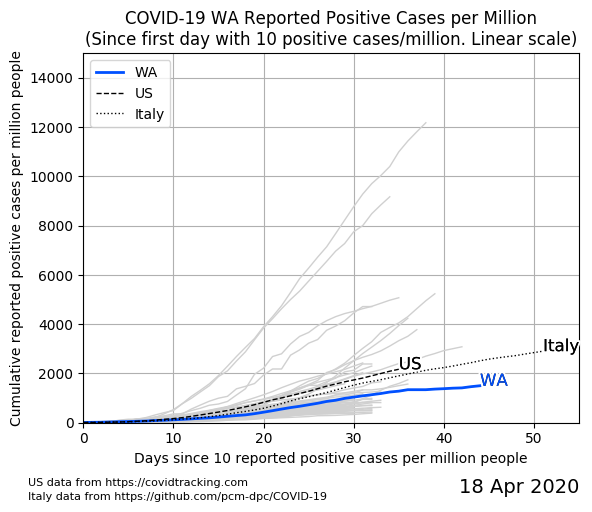 COVID-19 WA Reported Positive Cases per Million
(Since first day with 10 positive cases/million. Linear scale)
Cumulative reported positive cases per million people
14000
12000
10000
8000
6000
4000
2000
0
WA
US
Italy
Italy
US
WA
0
10
20
30
40
50
Days since 10 reported positive cases per million people
US data from https://covidtracking.com
Italy data from https://github.com/pcm-dpc/COVID-19
18 Apr 2020